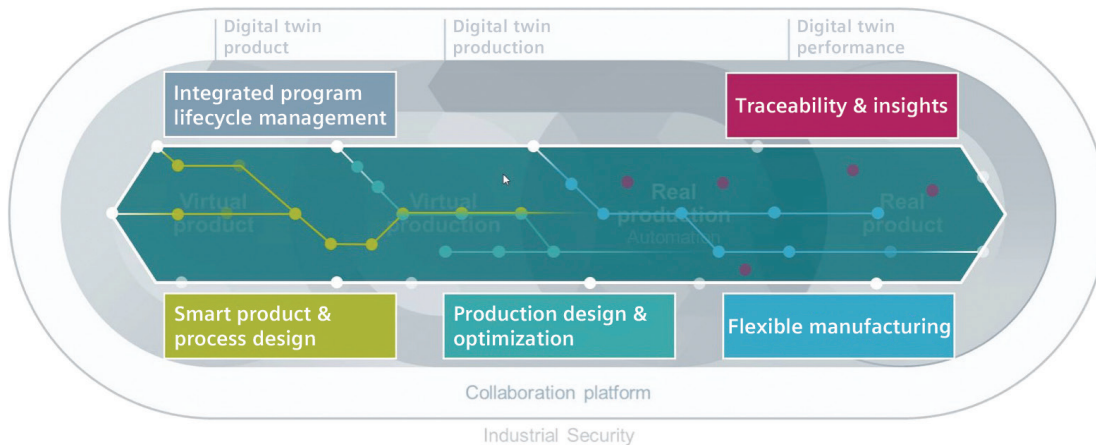 Digital twin
product
Digital twin
production
Digital twin
performance
Integrated program
lifecycle management
Traceability & insights
Virtual
product
Virtual
production
Real
production
Automation
Real
product
Smart product &
process design
Production design &
optimization
Flexible manufacturing
Collaboration platform
Industrial Security